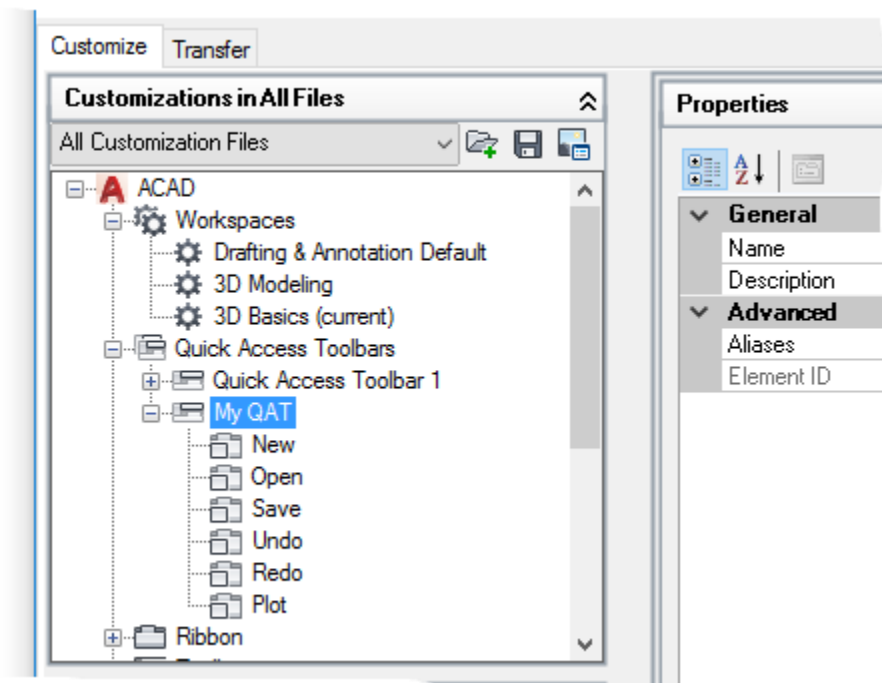 Customize Transfer
Customizations in All Files
All Customization Files
ACAD
Workspaces
Drafting & Annotation Default
3D Modeling
3D Basics (current)
Quick Access Toolbars
Quick Access Toolbar 1
My QAT
New
Open
Save
Undo
Redo
Plot
Ribbon
Properties
General
Name
Description
Advanced
Aliases
Element ID